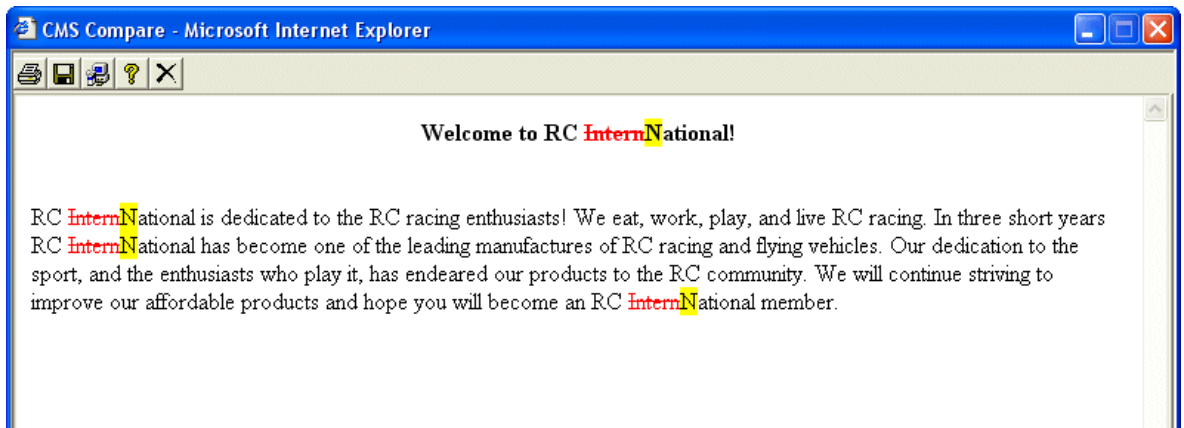 CMS Compare - Microsoft Internet Explorer
Welcome to RC InternNational!
RC InternNational is dedicated to the RC racing enthusiasts! We eat, work, play, and live RC racing. In three short years
RC InternNational has become one of the leading manufactures of RC racing and flying vehicles. Our dedication to the
sport, and the enthusiasts who play it, has endeared our products to the RC community. We will continue striving to
improve our affordable products and hope you will become an RC InternNational member.